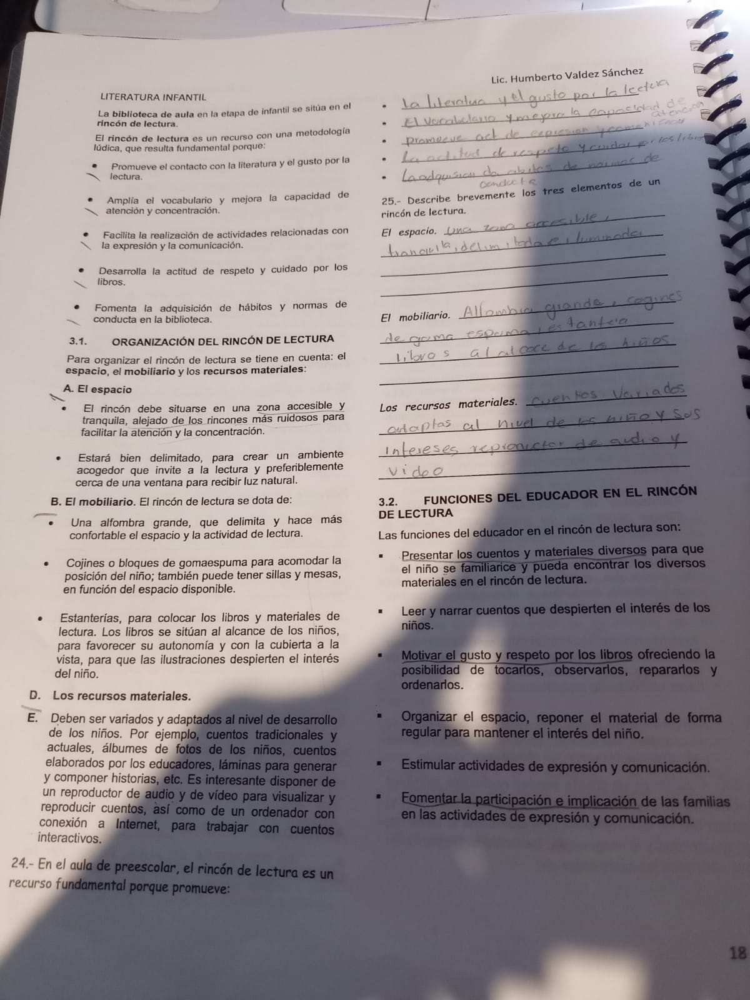 Lic. Humberto Valdez Sánchez
LITERATURA INFANTIL
La biblioteca de aula en la etapa de infantil se sitúa en el
rincón de lectura.
El rincón de lectura es un recurso con una metodología
lúdica, que resulta fundamental porque:
• Promueve el contacto con la literatura y el gusto por la
lectura.
• Amplía el vocabulario y mejora la capacidad de
atención y concentración.
• Facilita la realización de actividades relacionadas con
la expresión y la comunicación.
• Desarrolla la actitud de respeto y cuidado por los
libros.
• Fomenta la adquisición de hábitos y normas de
conducta en la biblioteca.
3.1. ORGANIZACIÓN DEL RINCÓN DE LECTURA
Para organizar el rincón de lectura se tiene en cuenta: el
espacio, el mobiliario y los recursos materiales:
A. El espacio
• El rincón debe situarse en una zona accesible y
tranquila, alejado de los rincones más ruidosos para
facilitar la atención y la concentración.
• Estará bien delimitado, para crear un ambiente
acogedor que invite a la lectura y preferiblemente
cerca de una ventana para recibir luz natural.
B. El mobiliario. El rincón de lectura se dota de:
• Una alfombra grande, que delimita y hace más
confortable el espacio y la actividad de lectura.
• Cojines o bloques de gomaespuma para acomodar la
posición del niño; también puede tener sillas y mesas,
en función del espacio disponible.
• Estanterías, para colocar los libros y materiales de
lectura. Los libros se sitúan al alcance de los niños,
para favorecer su autonomía y con la cubierta a la
vista, para que las ilustraciones despierten el interés
del niño.
D. Los recursos materiales.
E. Deben ser variados y adaptados al nivel de desarrollo
de los niños. Por ejemplo, cuentos tradicionales y
actuales, álbumes de fotos de los niños, cuentos
elaborados por los educadores, láminas para generar
y componer historias, etc. Es interesante disponer de
un reproductor de audio y de vídeo para visualizar y
reproducir cuentos, así como de un ordenador con
conexión a Internet, para trabajar con cuentos
interactivos.
24.- En el aula de preescolar, el rincón de lectura es un
recurso fundamental porque promueve:
• La literatura y el gusto por la lectura
• El vocabulario y mejora la capacidad de
atención
• promueve act de expresion y
• La actitud de respeto y cuidar por los libro
• La adquisicion de de normas de
conducta
25.- Describe brevemente los tres elementos de un
rincón de lectura.
El espacio. Una zona accesible,
tranquila, delimitada e iluminada
El mobiliario. Alfombra grande, cogines
de goma espuma, estanteria
libros al alcace de los niños
Los recursos materiales. cuentos variados
adaptas al nivel de los niño y sus
Intereses reproductor de audio y
video
3.2. FUNCIONES DEL EDUCADOR EN EL RINCÓN
DE LECTURA
Las funciones del educador en el rincón de lectura son:
▪ Presentar los cuentos y materiales diversos para que
el niño se familiarice y pueda encontrar los diversos
materiales en el rincón de lectura.
▪ Leer y narrar cuentos que despierten el interés de los
niños.
▪ Motivar el gusto y respeto por los libros ofreciendo la
posibilidad de tocarlos, observarlos, repararlos y
ordenarlos.
▪ Organizar el espacio, reponer el material de forma
regular para mantener el interés del niño.
▪ Estimular actividades de expresión y comunicación.
▪ Fomentar la participación e implicación de las familias
en las actividades de expresión y comunicación.
18